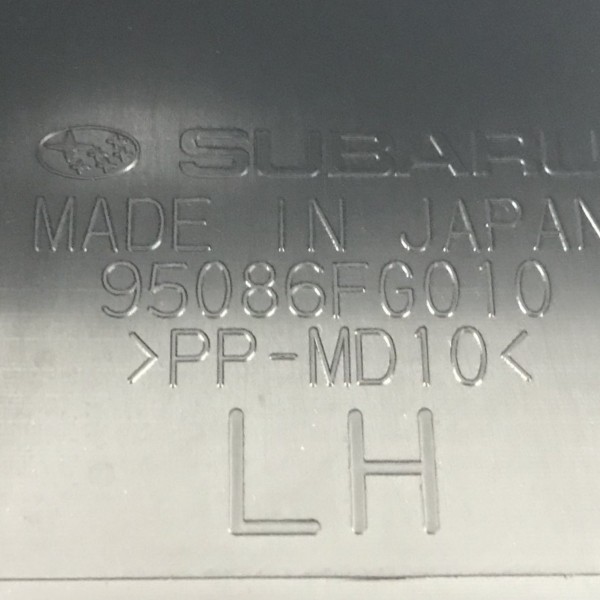 SUBARU
MADE IN JAPAN
95086FG010
>PP-MD10<
LH